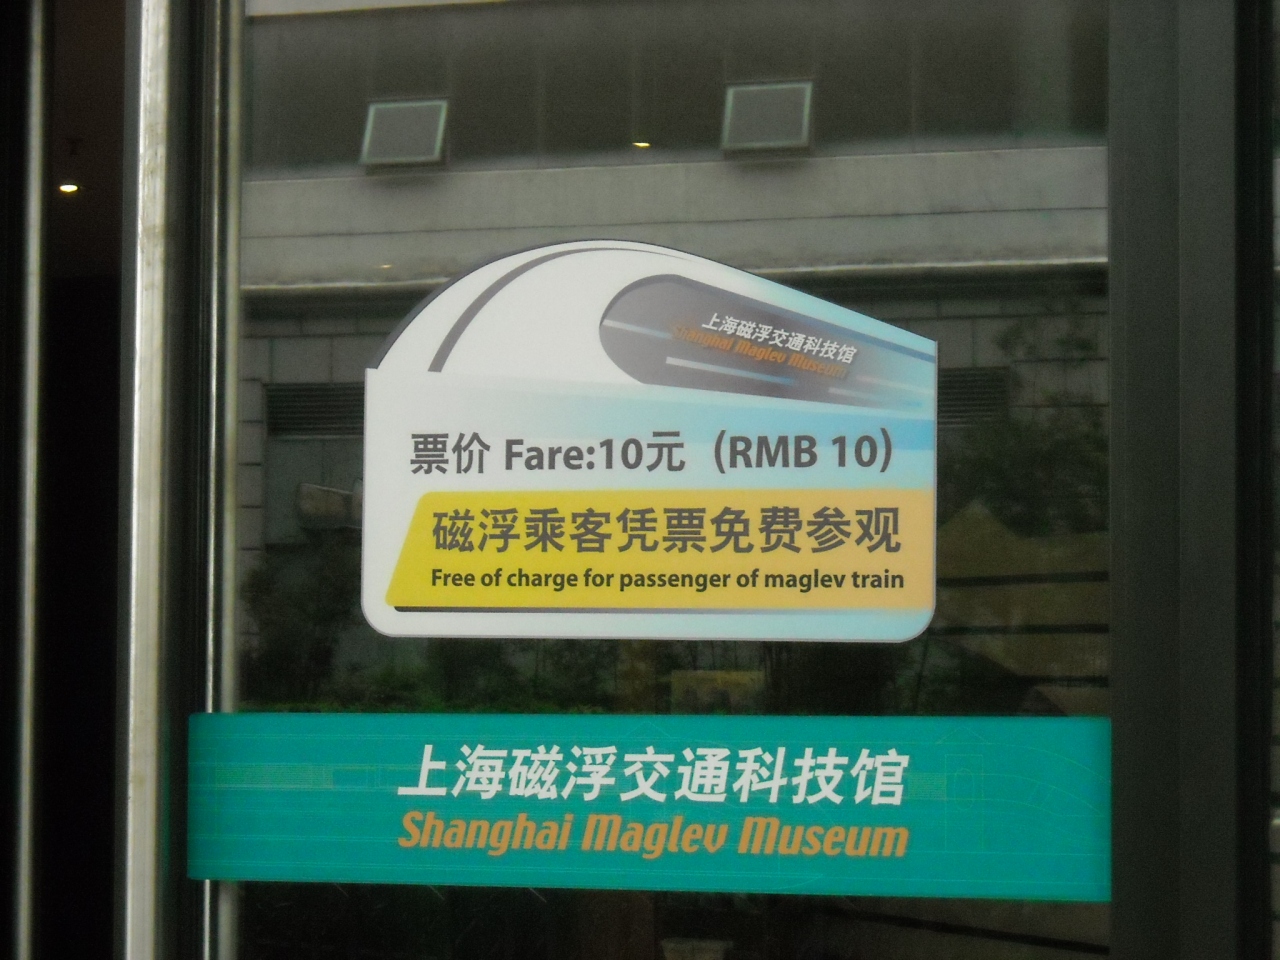 上海磁浮交通科技馆
Shanghai Maglev Museum
票价 Fare:10元（RMB 10）
磁浮乘客凭票免费参观
Free of charge for passenger of maglev train
上海磁浮交通科技馆
Shanghai Maglev Museum